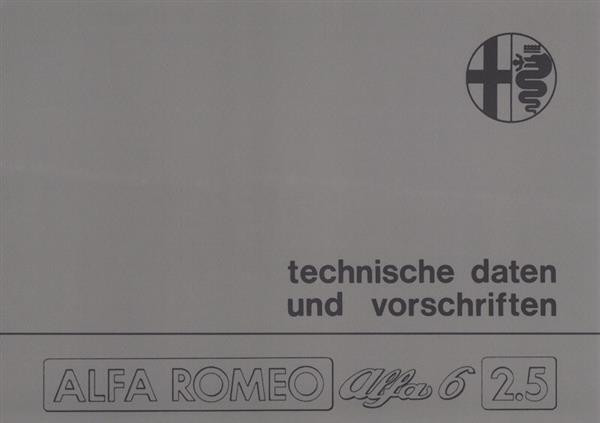 technische daten
und vorschriften
ALFA ROMEO Alfa 6 2.5